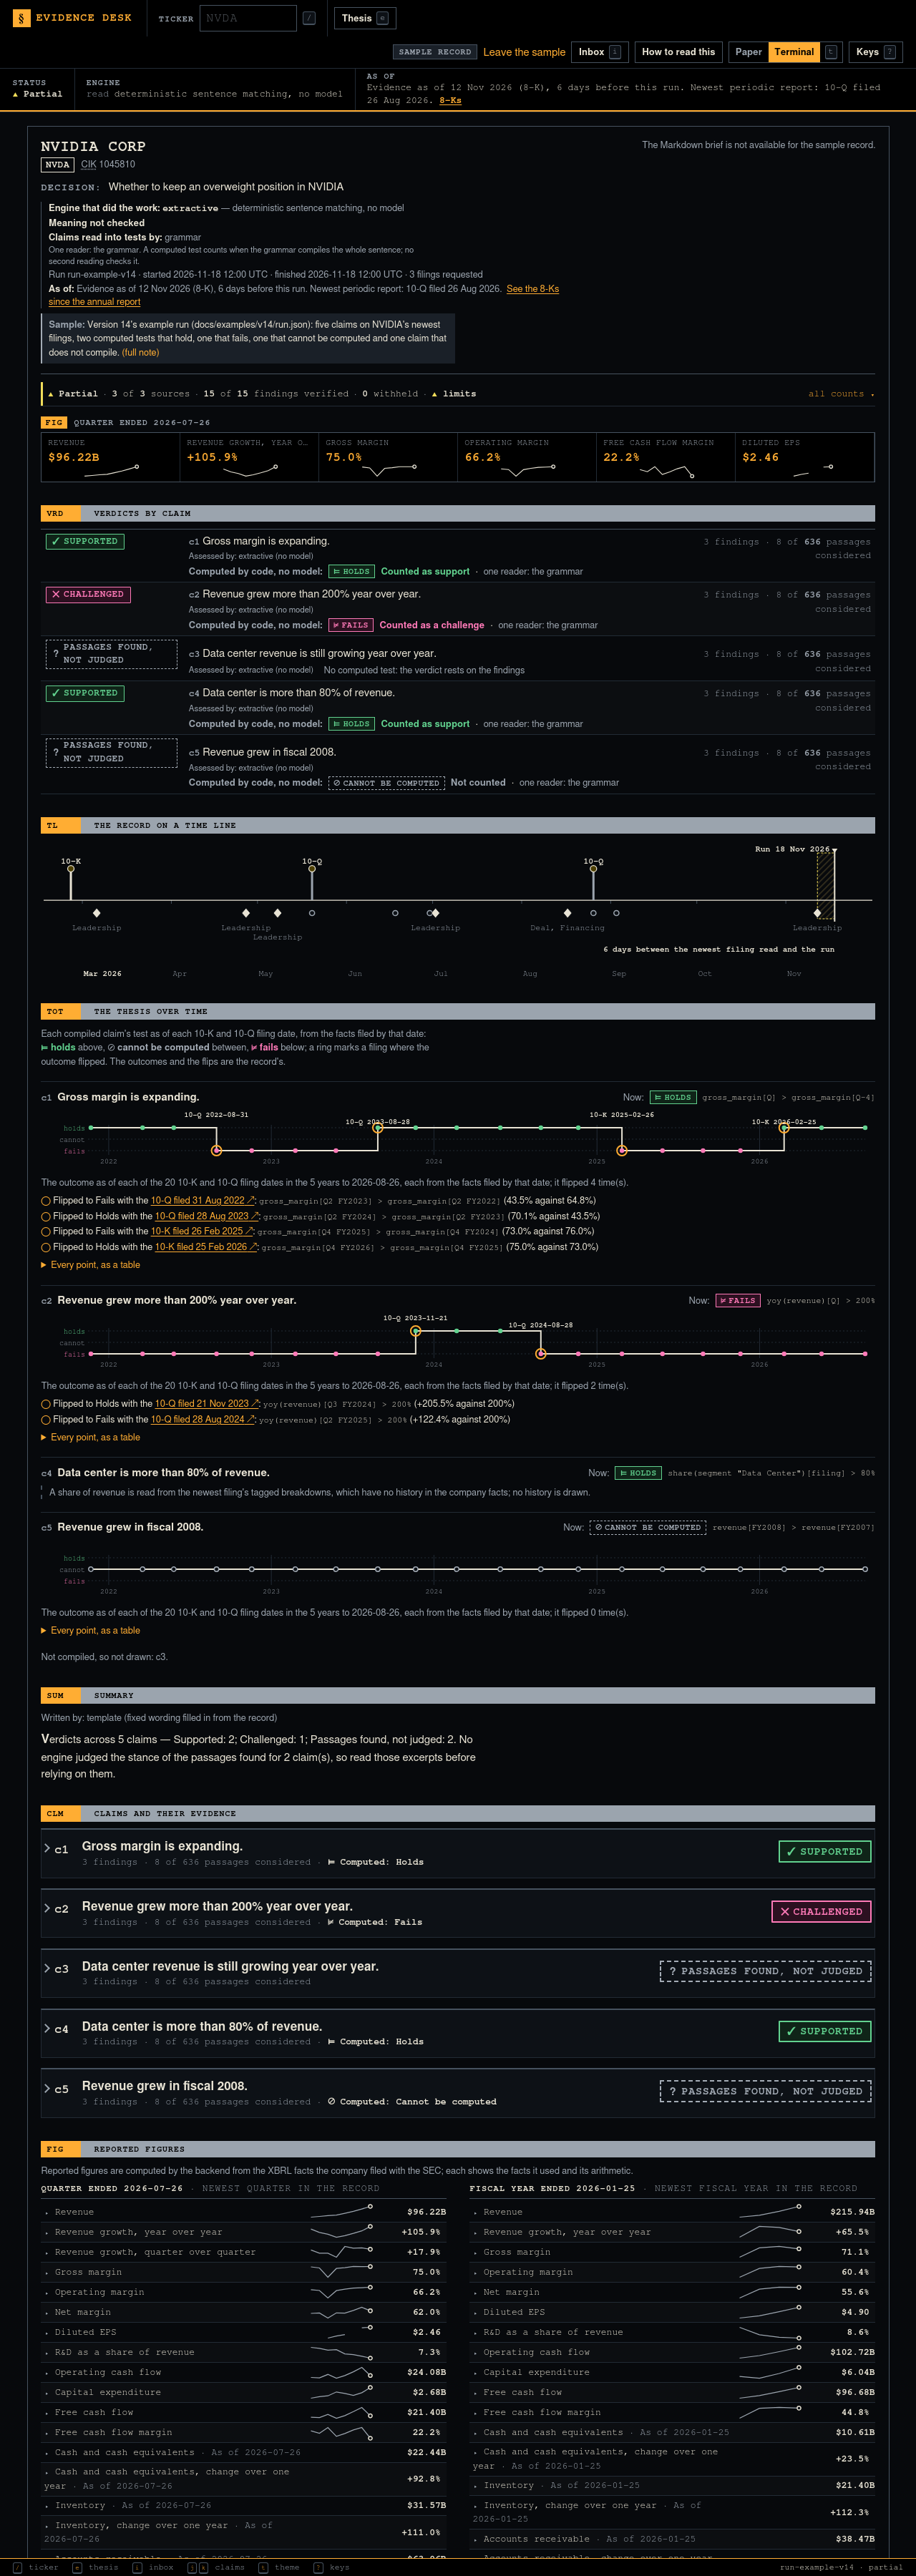 § EVIDENCE DESK TICKER NVDA / Thesis e
SAMPLE RECORD Leave the sample Inbox i How to read this Paper Terminal t Keys ?
STATUS
▲ Partial
ENGINE
read deterministic sentence matching, no model
AS OF
Evidence as of 12 Nov 2026 (8-K), 6 days before this run. Newest periodic report: 10-Q filed
26 Aug 2026. 8-Ks
NVIDIA CORP
The Markdown brief is not available for the sample record.
NVDA CIK 1045810
DECISION: Whether to keep an overweight position in NVIDIA
Engine that did the work: extractive — deterministic sentence matching, no model
Meaning not checked
Claims read into tests by: grammar
One reader: the grammar. A computed test counts when the grammar compiles the whole sentence; no
second reading checks it.
Run run-example-v14 · started 2026-11-18 12:00 UTC · finished 2026-11-18 12:00 UTC · 3 filings requested
As of: Evidence as of 12 Nov 2026 (8-K), 6 days before this run. Newest periodic report: 10-Q filed 26 Aug 2026. See the 8-Ks
since the annual report
Sample: Version 14's example run (docs/examples/v14/run.json): five claims on NVIDIA's newest
filings, two computed tests that hold, one that fails, one that cannot be computed and one claim that
does not compile. (full note)
▲ Partial · 3 of 3 sources · 15 of 15 findings verified · 0 withheld · ▲ limits
all counts
FIG QUARTER ENDED 2026-07-26
REVENUE
$96.22B
REVENUE GROWTH, YEAR O…
+105.9%
GROSS MARGIN
75.0%
OPERATING MARGIN
66.2%
FREE CASH FLOW MARGIN
22.2%
DILUTED EPS
$2.46
VRD VERDICTS BY CLAIM
✓ SUPPORTED
c1 Gross margin is expanding.
Assessed by: extractive (no model)
Computed by code, no model: ⊨ HOLDS Counted as support · one reader: the grammar
3 findings · 8 of 636 passages
considered
✕ CHALLENGED
c2 Revenue grew more than 200% year over year.
Assessed by: extractive (no model)
Computed by code, no model: ⊭ FAILS Counted as a challenge · one reader: the grammar
3 findings · 8 of 636 passages
considered
? PASSAGES FOUND,
NOT JUDGED
c3 Data center revenue is still growing year over year.
Assessed by: extractive (no model) No computed test: the verdict rests on the findings
3 findings · 8 of 636 passages
considered
✓ SUPPORTED
c4 Data center is more than 80% of revenue.
Assessed by: extractive (no model)
Computed by code, no model: ⊨ HOLDS Counted as support · one reader: the grammar
3 findings · 8 of 636 passages
considered
? PASSAGES FOUND,
NOT JUDGED
c5 Revenue grew in fiscal 2008.
Assessed by: extractive (no model)
Computed by code, no model: ⊘ CANNOT BE COMPUTED Not counted · one reader: the grammar
3 findings · 8 of 636 passages
considered
TL THE RECORD ON A TIME LINE
Run 18 Nov 2026
10-K 10-Q 10-Q
Leadership Leadership Leadership Deal, Financing Leadership
Leadership
6 days between the newest filing read and the run
Mar 2026 Apr May Jun Jul Aug Sep Oct Nov
TOT THE THESIS OVER TIME
Each compiled claim's test as of each 10-K and 10-Q filing date, from the facts filed by that date:
⊨ holds above, ⊘ cannot be computed between, ⊭ fails below; a ring marks a filing where the
outcome flipped. The outcomes and the flips are the record's.
c1 Gross margin is expanding.
Now: ⊨ HOLDS gross_margin[Q] > gross_margin[Q-4]
10-Q 2022-08-31 10-Q 2023-08-28 10-K 2025-02-26 10-K 2026-02-25
holds
cannot
fails
2022 2023 2024 2025 2026
The outcome as of each of the 20 10-K and 10-Q filing dates in the 5 years to 2026-08-26, each from the facts filed by that date; it flipped 4 time(s).
Flipped to Fails with the 10-Q filed 31 Aug 2022 ↗: gross_margin[Q2 FY2023] > gross_margin[Q2 FY2022] (43.5% against 64.8%)
Flipped to Holds with the 10-Q filed 28 Aug 2023 ↗: gross_margin[Q2 FY2024] > gross_margin[Q2 FY2023] (70.1% against 43.5%)
Flipped to Fails with the 10-K filed 26 Feb 2025 ↗: gross_margin[Q4 FY2025] > gross_margin[Q4 FY2024] (73.0% against 76.0%)
Flipped to Holds with the 10-K filed 25 Feb 2026 ↗: gross_margin[Q4 FY2026] > gross_margin[Q4 FY2025] (75.0% against 73.0%)
▶ Every point, as a table
c2 Revenue grew more than 200% year over year.
Now: ⊭ FAILS yoy(revenue)[Q] > 200%
10-Q 2023-11-21 10-Q 2024-08-28
holds
cannot
fails
2022 2023 2024 2025 2026
The outcome as of each of the 20 10-K and 10-Q filing dates in the 5 years to 2026-08-26, each from the facts filed by that date; it flipped 2 time(s).
Flipped to Holds with the 10-Q filed 21 Nov 2023 ↗: yoy(revenue)[Q3 FY2024] > 200% (+205.5% against 200%)
Flipped to Fails with the 10-Q filed 28 Aug 2024 ↗: yoy(revenue)[Q2 FY2025] > 200% (+122.4% against 200%)
▶ Every point, as a table
c4 Data center is more than 80% of revenue.
Now: ⊨ HOLDS share(segment "Data Center")[filing] > 80%
A share of revenue is read from the newest filing's tagged breakdowns, which have no history in the company facts; no history is drawn.
c5 Revenue grew in fiscal 2008.
Now: ⊘ CANNOT BE COMPUTED revenue[FY2008] > revenue[FY2007]
holds
cannot
fails
2022 2023 2024 2025 2026
The outcome as of each of the 20 10-K and 10-Q filing dates in the 5 years to 2026-08-26, each from the facts filed by that date; it flipped 0 time(s).
▶ Every point, as a table
Not compiled, so not drawn: c3.
SUM SUMMARY
Written by: template (fixed wording filled in from the record)
Verdicts across 5 claims — Supported: 2; Challenged: 1; Passages found, not judged: 2. No
engine judged the stance of the passages found for 2 claim(s), so read those excerpts before
relying on them.
CLM CLAIMS AND THEIR EVIDENCE
c1 Gross margin is expanding.
3 findings · 8 of 636 passages considered · ⊨ Computed: Holds
✓ SUPPORTED
c2 Revenue grew more than 200% year over year.
3 findings · 8 of 636 passages considered · ⊭ Computed: Fails
✕ CHALLENGED
c3 Data center revenue is still growing year over year.
3 findings · 8 of 636 passages considered
? PASSAGES FOUND, NOT JUDGED
c4 Data center is more than 80% of revenue.
3 findings · 8 of 636 passages considered · ⊨ Computed: Holds
✓ SUPPORTED
c5 Revenue grew in fiscal 2008.
3 findings · 8 of 636 passages considered · ⊘ Computed: Cannot be computed
? PASSAGES FOUND, NOT JUDGED
FIG REPORTED FIGURES
Reported figures are computed by the backend from the XBRL facts the company filed with the SEC; each shows the facts it used and its arithmetic.
QUARTER ENDED 2026-07-26 · NEWEST QUARTER IN THE RECORD
Revenue $96.22B
Revenue growth, year over year +105.9%
Revenue growth, quarter over quarter +17.9%
Gross margin 75.0%
Operating margin 66.2%
Net margin 62.0%
Diluted EPS $2.46
R&D as a share of revenue 7.3%
Operating cash flow $24.08B
Capital expenditure $2.68B
Free cash flow $21.40B
Free cash flow margin 22.2%
Cash and cash equivalents · As of 2026-07-26 $22.44B
Cash and cash equivalents, change over one
year · As of 2026-07-26 +92.8%
Inventory · As of 2026-07-26 $31.57B
Inventory, change over one year · As of
2026-07-26 +111.0%
FISCAL YEAR ENDED 2026-01-25 · NEWEST FISCAL YEAR IN THE RECORD
Revenue $215.94B
Revenue growth, year over year +65.5%
Gross margin 71.1%
Operating margin 60.4%
Net margin 55.6%
Diluted EPS $4.90
R&D as a share of revenue 8.6%
Operating cash flow $102.72B
Capital expenditure $6.04B
Free cash flow $96.68B
Free cash flow margin 44.8%
Cash and cash equivalents · As of 2026-01-25 $10.61B
Cash and cash equivalents, change over one
year · As of 2026-01-25 +23.5%
Inventory · As of 2026-01-25 $21.40B
Inventory, change over one year · As of
2026-01-25 +112.3%
Accounts receivable · As of 2026-01-25 $38.47B
/ ticker e thesis i inbox j k claims t theme ? keys
run-example-v14 · partial